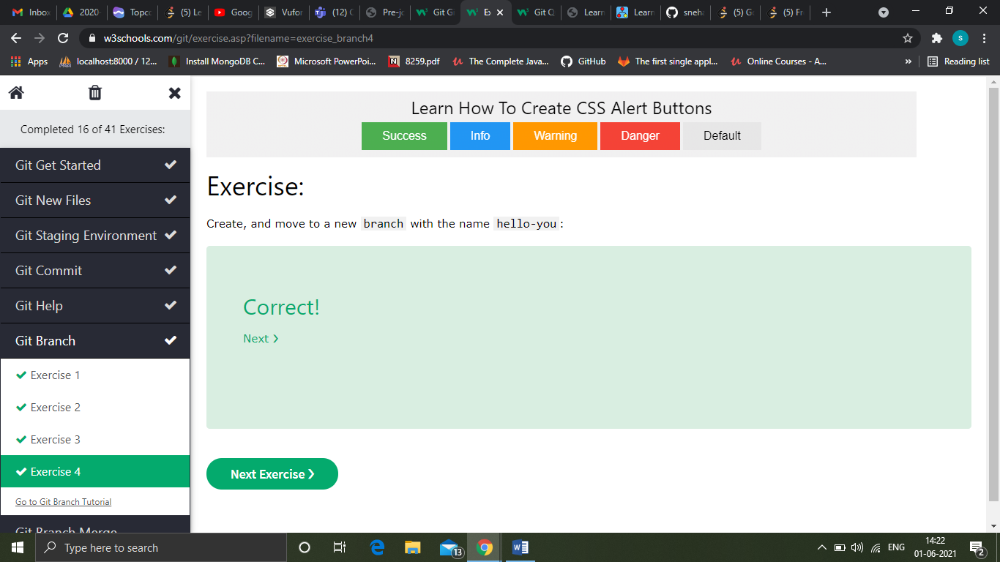 Inbox
2020-
Topco
(5) Le
Goog
Vufor
(12) C
Pre-jo
Git Gi
Ex
Git Q
Learn
Learn
sneha
(5) Go
(5) Fr
w3schools.com/git/exercise.asp?filename=exercise_branch4
S
Apps
localhost:8000 / 12...
Install MongoDB C...
Microsoft PowerPoi...
8259.pdf
The Complete Java...
GitHub
The first single appl...
Online Courses - A...
»
Reading list
Completed 16 of 41 Exercises:
Git Get Started
Git New Files
Git Staging Environment
Git Commit
Git Help
Git Branch
Exercise 1
Exercise 2
Exercise 3
Exercise 4
Go to Git Branch Tutorial
Git Branch Merge
Learn How To Create CSS Alert Buttons
Success Info Warning Danger Default
Exercise:
Create, and move to a new branch with the name hello-you:
Correct!
Next ❯
Next Exercise ❯
Type here to search
13
ENG
14:22
01-06-2021
2